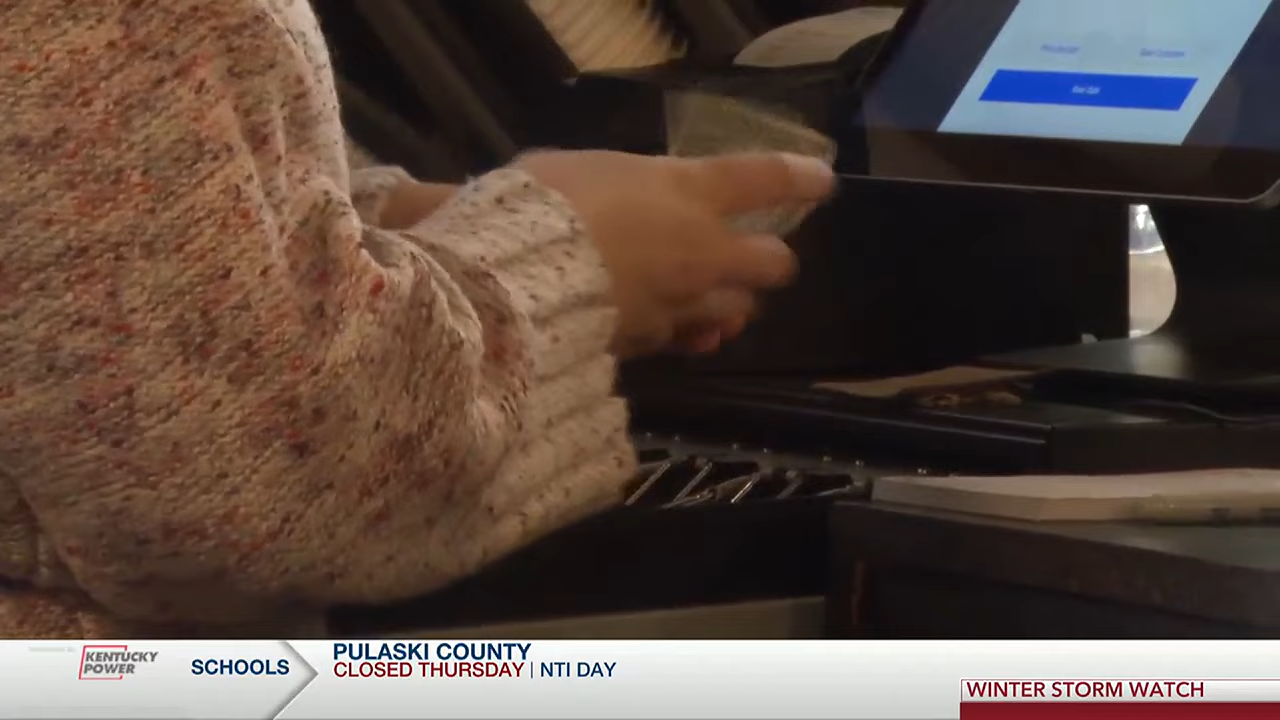 KENTUCKY
POWER
SCHOOLS
PULASKI COUNTY
CLOSED THURSDAY | NTI DAY
WINTER STORM WATCH